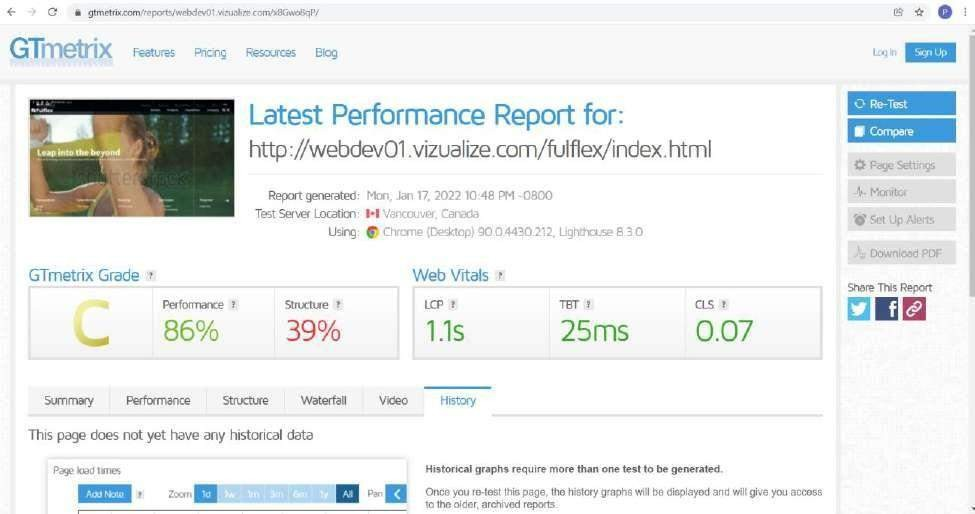 gtmetrix.com/reports/webdev01.vizualize.com/x8GwoBqP/
P
GTmetrix
Features
Pricing
Resources
Blog
Log In
Sign Up
Fulflex
Leap into the beyond
Latest Performance Report for:
http://webdev01.vizualize.com/fulflex/index.html
Report generated: Mon, Jan 17, 2022 10:48 PM -0800
Test Server Location: Vancouver, Canada
Using: Chrome (Desktop) 90.0.4430.212, Lighthouse 8.3.0
Re-Test
Compare
Page Settings
Monitor
Set Up Alerts
Download PDF
Share This Report
GTmetrix Grade ?
C
Performance ?
86%
Structure ?
39%
Web Vitals ?
LCP ?
1.1s
TBT ?
25ms
CLS ?
0.07
Summary
Performance
Structure
Waterfall
Video
History
This page does not yet have any historical data
Page load times
Add Note ?
Zoom 1d 1w 1m 3m 6m 1y All
Pan
Historical graphs require more than one test to be generated.
Once you re-test this page, the history graphs will be displayed and will give you access
to the older, archived reports.